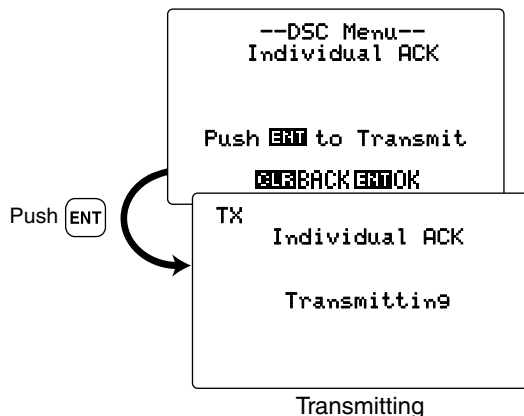 --DSC Menu--
Individual ACK
Push ENT to Transmit
CLR BACK ENT OK
Push ENT
TX
Individual ACK
Transmitting
Transmitting